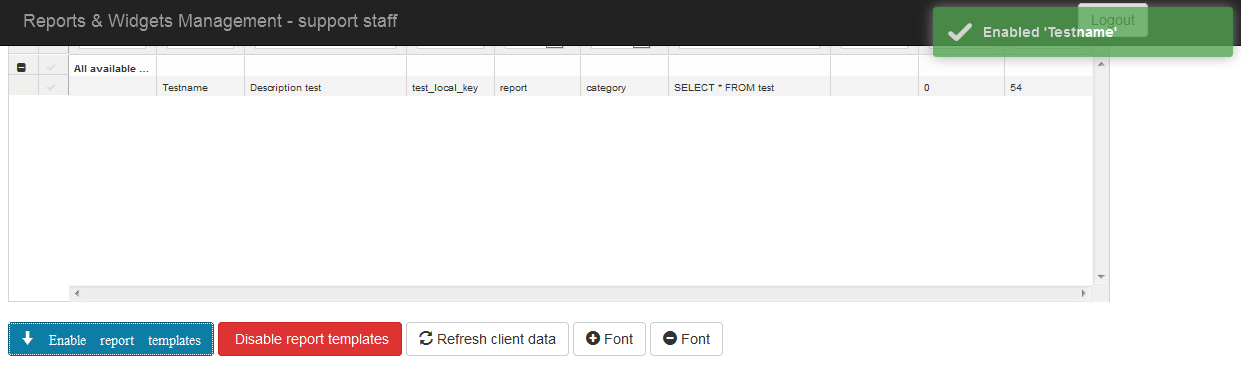 Reports & Widgets Management - support staff
Logout
Enabled 'Testname'
All available ...
Testname Description test test_local_key report category SELECT * FROM test 0 54
Enable report templates Disable report templates Refresh client data Font Font